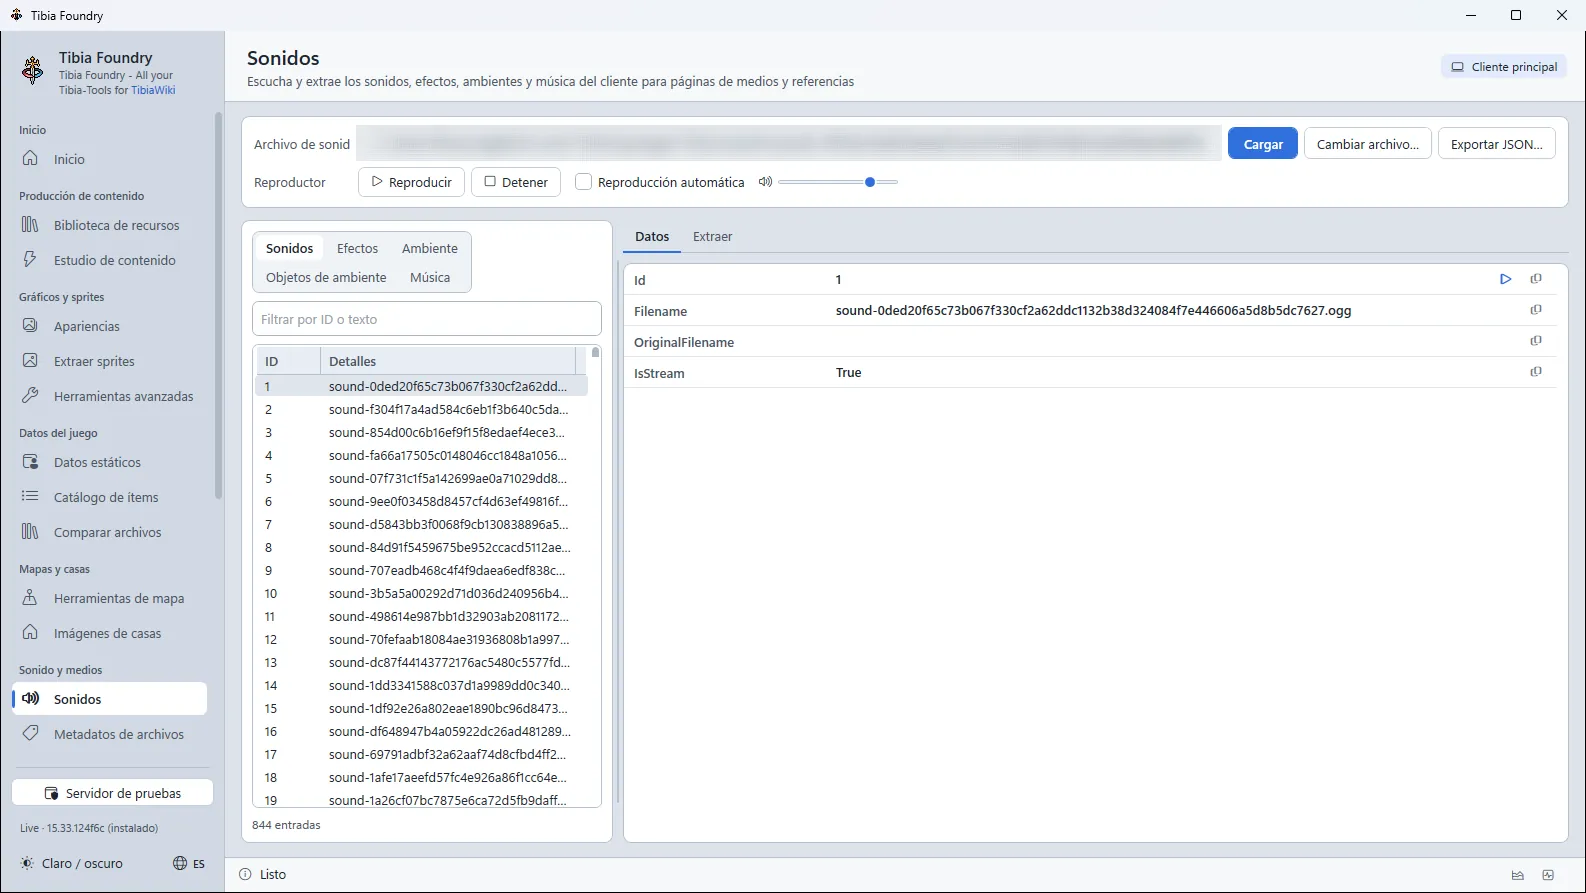 Tibia Foundry
Tibia Foundry
Tibia Foundry - All your
Tibia-Tools for TibiaWiki
Inicio
Inicio
Producción de contenido
Biblioteca de recursos
Estudio de contenido
Gráficos y sprites
Apariencias
Extraer sprites
Herramientas avanzadas
Datos del juego
Datos estáticos
Catálogo de ítems
Comparar archivos
Mapas y casas
Herramientas de mapa
Imágenes de casas
Sonido y medios
Sonidos
Metadatos de archivos
Servidor de pruebas
Live · 15.33.124f6c (instalado)
Claro / oscuro
ES
Sonidos
Escucha y extrae los sonidos, efectos, ambientes y música del cliente para páginas de medios y referencias
Cliente principal
Archivo de sonid
Cargar
Cambiar archivo...
Exportar JSON...
Reproductor
Reproducir
Detener
Reproducción automática
Sonidos
Efectos
Ambiente
Objetos de ambiente
Música
Filtrar por ID o texto
ID Detalles
1 sound-0ded20f65c73b067f330cf2a62dd...
2 sound-f304f17a4ad584c6eb1f3b640c5da...
3 sound-854d00c6b16ef9f15f8edaef4ece3...
4 sound-fa66a17505c0148046cc1848a1056...
5 sound-07f731c1f5a142699ae0a71029dd8...
6 sound-9ee0f03458d8457cf4d63ef49816f...
7 sound-d5843bb3f0068f9cb130838896a5...
8 sound-84d91f5459675be952ccacd5112ae...
9 sound-707eadb468c4f4f9daea6edf838c...
10 sound-3b5a5a00292d71d036d240956b4...
11 sound-498614e987bb1d32903ab2081172...
12 sound-70fefaab18084ae31936808b1a997...
13 sound-dc87f44143772176ac5480c5577fd...
14 sound-1dd3341588c037d1a9989dd0c340...
15 sound-1df92e26a802eae1890bc96d8473...
16 sound-df648947b4a05922dc26ad481289...
17 sound-69791adbf32a62aaf74d8cfbd4ff2...
18 sound-1afe17aeefd57fc4e926a86f1cc64e...
19 sound-1a26cf07bc7875e6ca72d5fb9daff...
844 entradas
Datos
Extraer
Id 1
Filename sound-0ded20f65c73b067f330cf2a62ddc1132b38d324084f7e446606a5d8b5dc7627.ogg
OriginalFilename
IsStream True
Listo